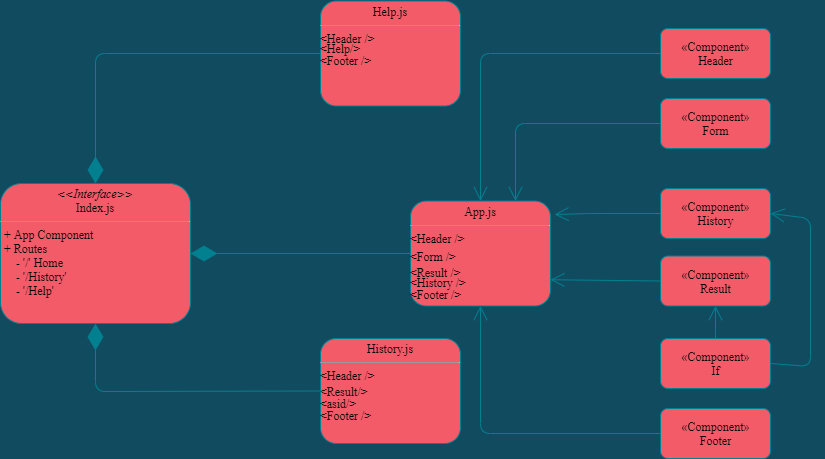 Help.js
<Header />
<Help/>
<Footer />
<<Interface>>
Index.js
+ App Component
+ Routes
- '/' Home
- '/History'
- '/Help'
App.js
<Header />
<Form />
<Result />
<History />
<Footer />
History.js
<Header />
<Result/>
<asid/>
<Footer />
«Component»
Header
«Component»
Form
«Component»
History
«Component»
Result
«Component»
If
«Component»
Footer